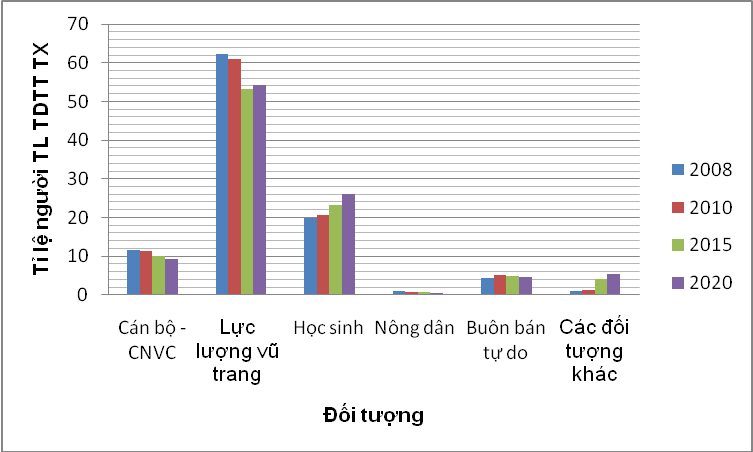 Tỉ lệ người TL TDTT TX
70
60
50
40
30
20
10
0
Cán bộ -
CNVC
Lực
lượng vũ
trang
Học sinh
Nông dân
Buôn bán
tự do
Các đối
tượng
khác
Đối tượng
2008
2010
2015
2020